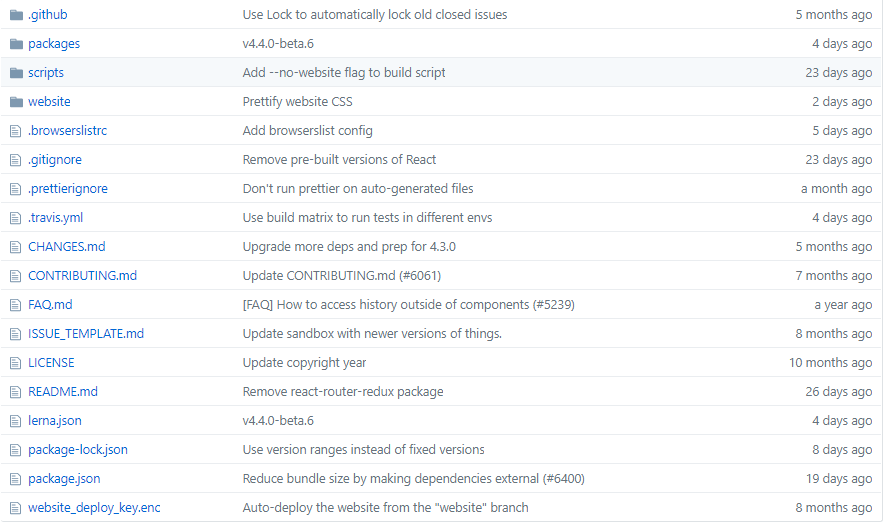 .github Use Lock to automatically lock old closed issues 5 months ago
packages v4.4.0-beta.6 4 days ago
scripts Add --no-website flag to build script 23 days ago
website Prettify website CSS 2 days ago
.browserslistrc Add browserslist config 5 days ago
.gitignore Remove pre-built versions of React 23 days ago
.prettierignore Don't run prettier on auto-generated files a month ago
.travis.yml Use build matrix to run tests in different envs 4 days ago
CHANGES.md Upgrade more deps and prep for 4.3.0 5 months ago
CONTRIBUTING.md Update CONTRIBUTING.md (#6061) 7 months ago
FAQ.md [FAQ] How to access history outside of components (#5239) a year ago
ISSUE_TEMPLATE.md Update sandbox with newer versions of things. 8 months ago
LICENSE Update copyright year 10 months ago
README.md Remove react-router-redux package 26 days ago
lerna.json v4.4.0-beta.6 4 days ago
package-lock.json Use version ranges instead of fixed versions 8 days ago
package.json Reduce bundle size by making dependencies external (#6400) 19 days ago
website_deploy_key.enc Auto-deploy the website from the "website" branch 8 months ago